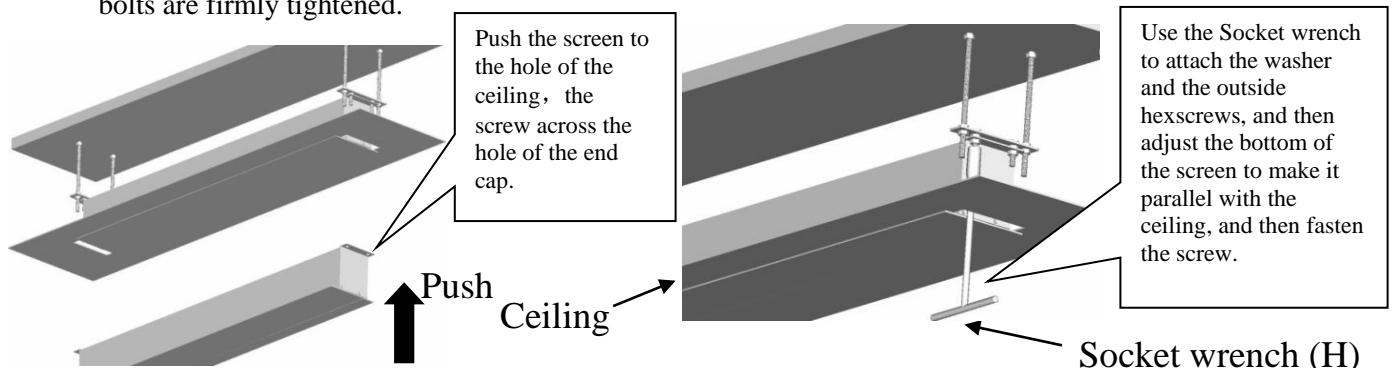 bolts are firmly tightened.
Push the screen to
the hole of the
ceiling，the
screw across the
hole of the end
cap.
Use the Socket wrench
to attach the washer
and the outside
hexscrews, and then
adjust the bottom of
the screen to make it
parallel with the
ceiling, and then fasten
the screw.
Push
Ceiling
Socket wrench (H)